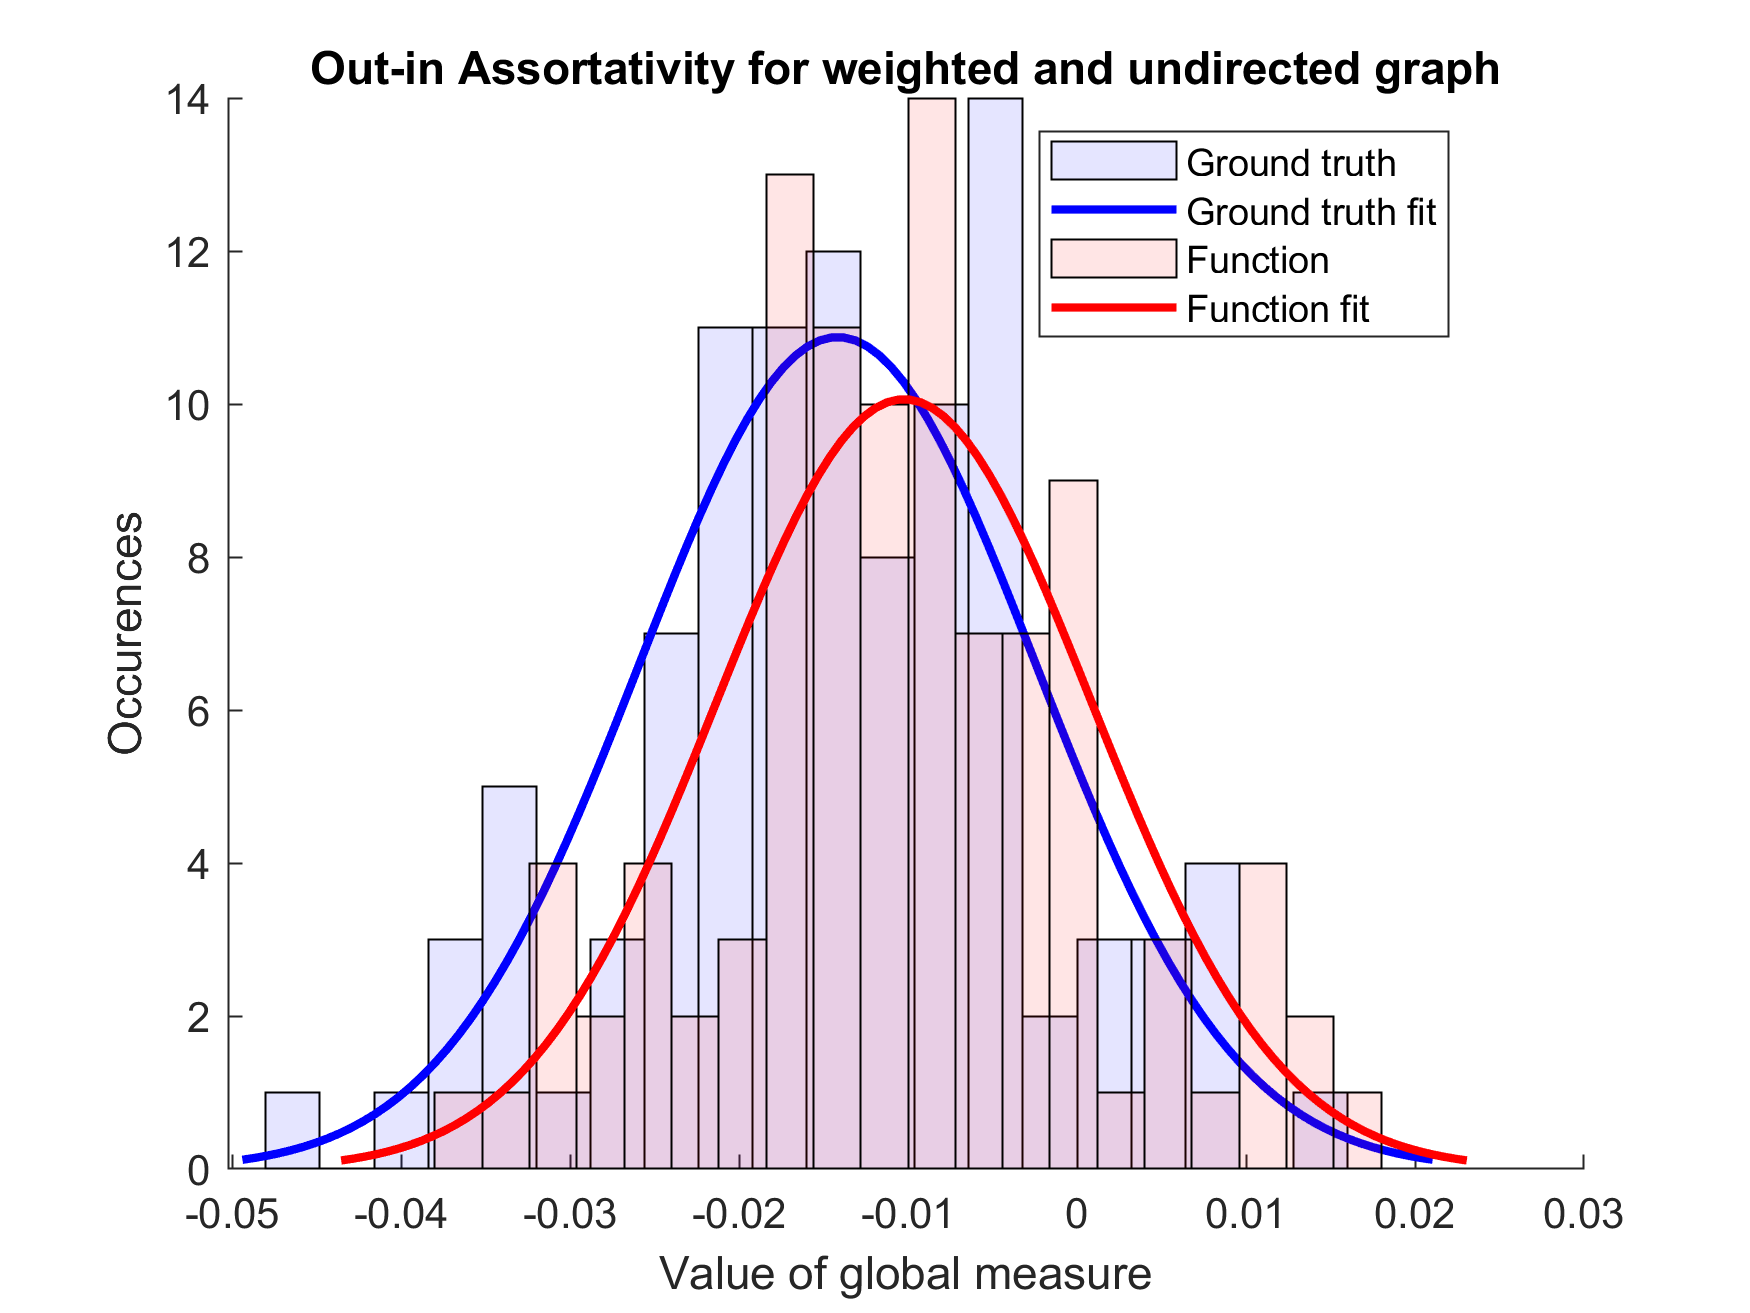 Out-in Assortativity for weighted and undirected graph
14
12
10
8
6
4
2
0
Occurences
Ground truth
Ground truth fit
Function
Function fit
-0.05 -0.04 -0.03 -0.02 -0.01 0 0.01 0.02 0.03
Value of global measure